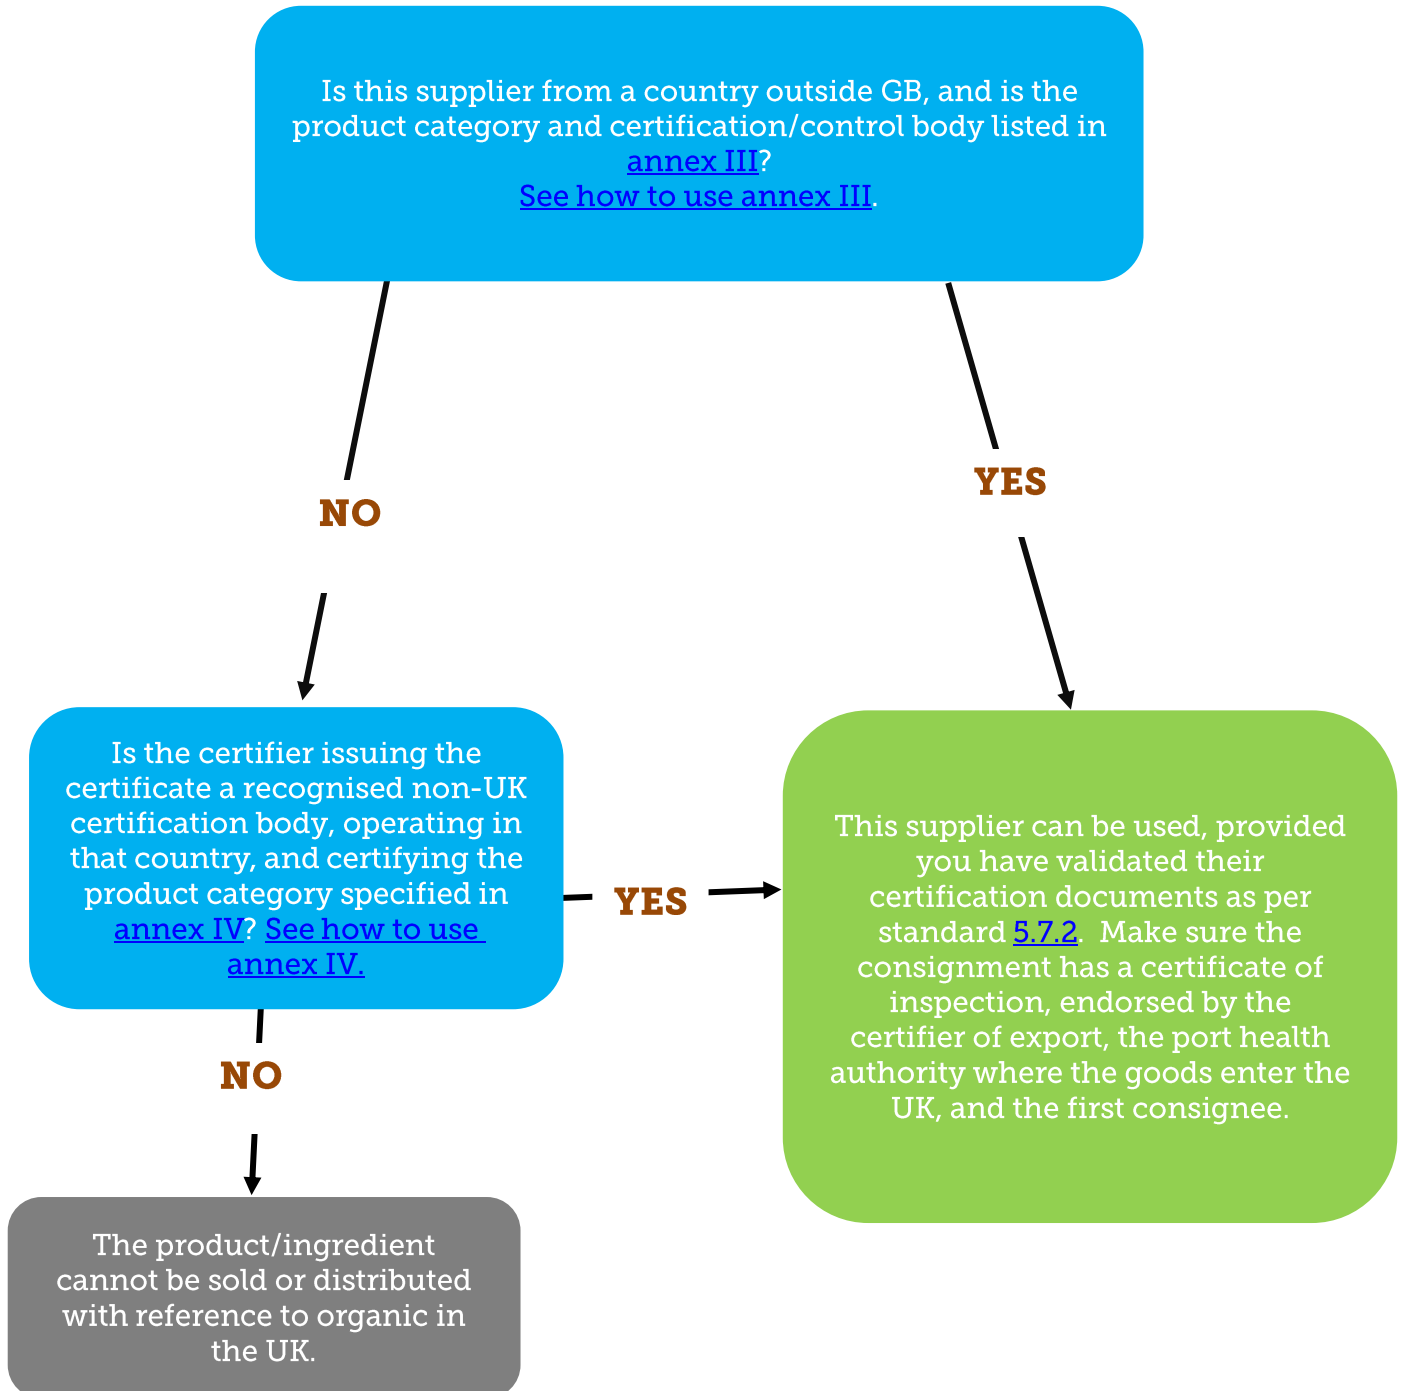 Is this supplier from a country outside GB, and is the
product category and certification/control body listed in
annex III?
See how to use annex III.
NO
YES
Is the certifier issuing the
certificate a recognised non-UK
certification body, operating in
that country, and certifying the
product category specified in
annex IV? See how to use
annex IV.
YES
This supplier can be used, provided
you have validated their
certification documents as per
standard 5.7.2.  Make sure the
consignment has a certificate of
inspection, endorsed by the
certifier of export, the port health
authority where the goods enter the
UK, and the first consignee.
NO
The product/ingredient
cannot be sold or distributed
with reference to organic in
the UK.